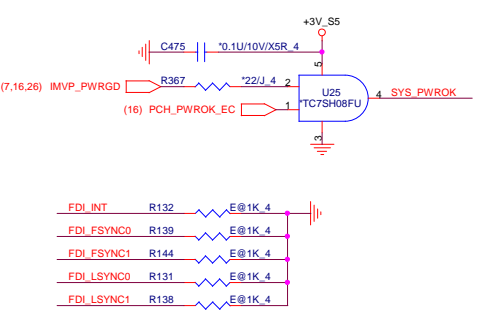 +3V_S5
C475 *0.1U/10V/X5R_4
5
(7,16,26) IMVP_PWRGD R367 *22/J_4 2
U25
*TC7SH08FU
4 SYS_PWROK
(16) PCH_PWROK_EC 1
3
FDI_INT R132 E@1K_4
FDI_FSYNC0 R139 E@1K_4
FDI_FSYNC1 R144 E@1K_4
FDI_LSYNC0 R131 E@1K_4
FDI_LSYNC1 R138 E@1K_4